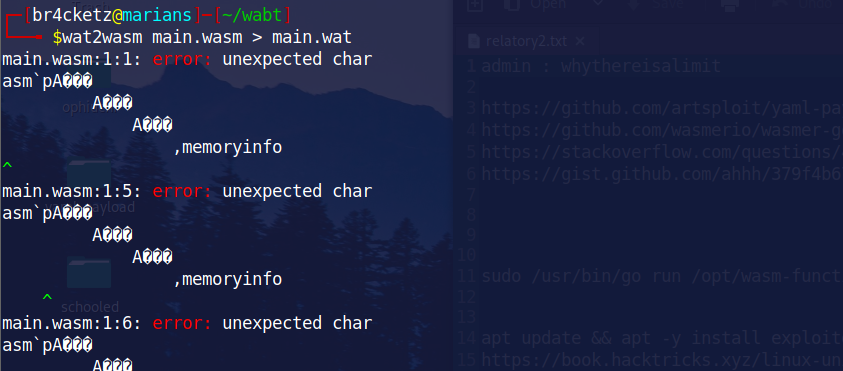 [br4cketz@marians]-[~/wabt]
$wat2wasm main.wasm > main.wat
main.wasm:1:1: error: unexpected char
asm`pA���
A���
A���
,memoryinfo
^
main.wasm:1:5: error: unexpected char
asm`pA���
A���
A���
,memoryinfo
^
main.wasm:1:6: error: unexpected char
asm`pA���
A���
schooled
Open
relatory2.txt ×
1 admin : whythereisalimit
2
3 https://github.com/artsploit/yaml-pa
4 https://github.com/wasmerio/wasmer-g
5 https://stackoverflow.com/questions/
6 https://gist.github.com/ahhh/379f4b6
7
8
9
10
11 sudo /usr/bin/go run /opt/wasm-funct
12
13
14 apt update && apt -y install exploit
15 https://book.hacktricks.xyz/linux-un